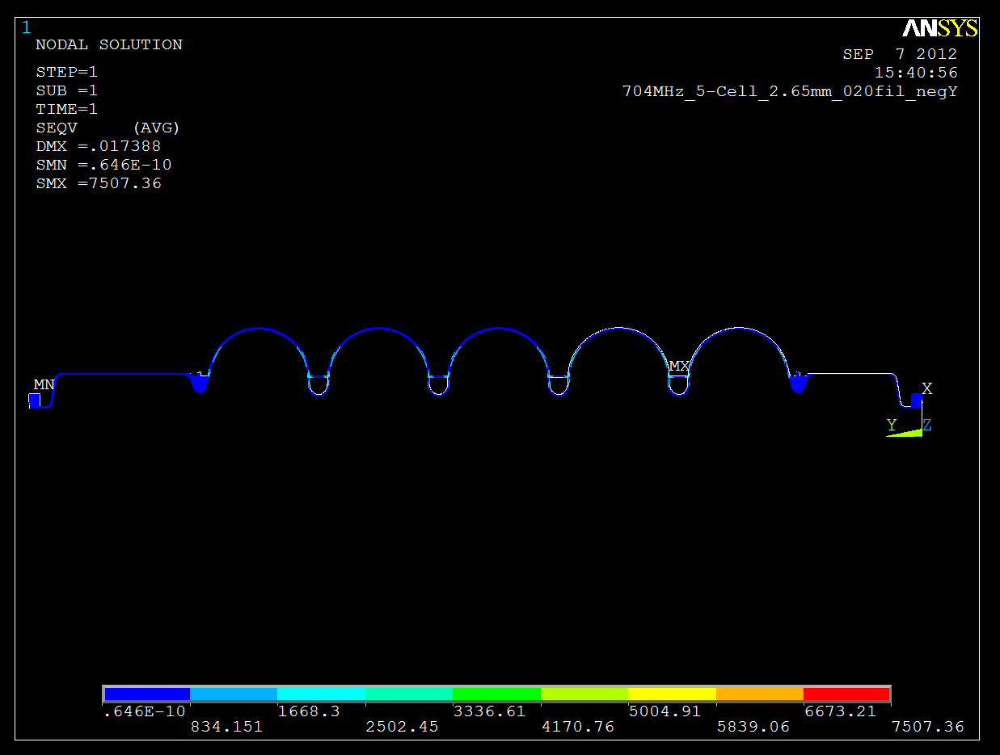 1
ANSYS
NODAL SOLUTION
SEP 7 2012
15:40:56
704MHz_5-Cell_2.65mm_020fil_negY
STEP=1
SUB =1
TIME=1
SEQV (AVG)
DMX =.017388
SMN =.646E-10
SMX =7507.36
MX
MN
X
Y
Z
.646E-10 1668.3 3336.61 5004.91 6673.21
834.151 2502.45 4170.76 5839.06 7507.36